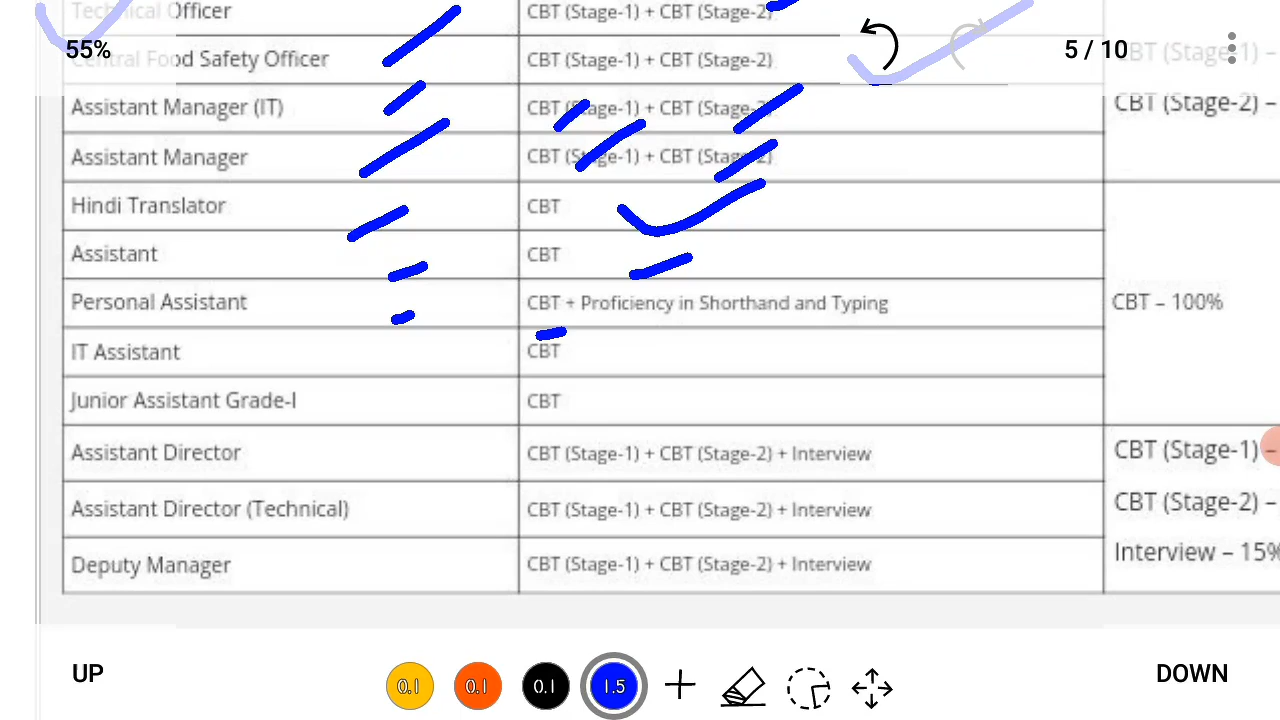 Technical Officer CBT (Stage-1) + CBT (Stage-2)
55% 5 / 10
Central Food Safety Officer CBT (Stage-1) + CBT (Stage-2) CBT (Stage-1) –
Assistant Manager (IT) CBT (Stage-1) + CBT (Stage-2) CBT (Stage-2) –
Assistant Manager CBT (Stage-1) + CBT (Stage-2)
Hindi Translator CBT
Assistant CBT
Personal Assistant CBT + Proficiency in Shorthand and Typing CBT – 100%
IT Assistant CBT
Junior Assistant Grade-I CBT
Assistant Director CBT (Stage-1) + CBT (Stage-2) + Interview CBT (Stage-1) –
Assistant Director (Technical) CBT (Stage-1) + CBT (Stage-2) + Interview CBT (Stage-2) –
Deputy Manager CBT (Stage-1) + CBT (Stage-2) + Interview Interview – 15%
UP 0.1 0.1 0.1 1.5 DOWN